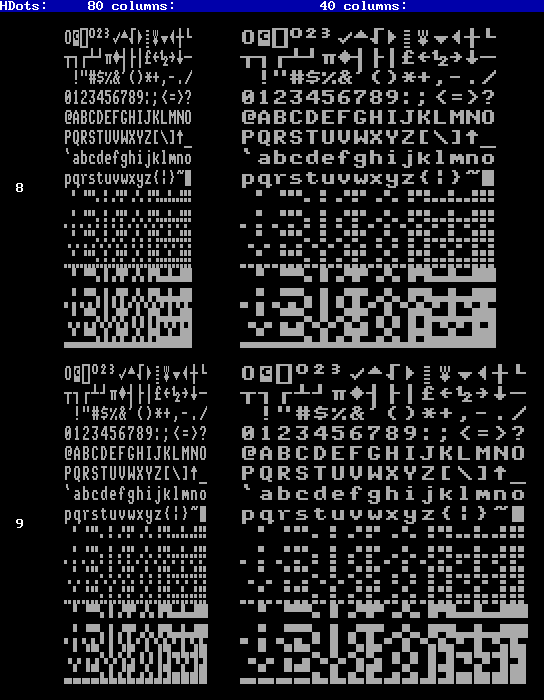 HDots: 80 columns: 40 columns:
!"#$%& ()*+,-./ !"#$%& ()*+,-./
0123456789:;<=>? 0123456789:;<=>?
@ABCDEFGHIJKLMNO @ABCDEFGHIJKLMNO
PQRSTUVWXYZ[\]↑_ PQRSTUVWXYZ[\]↑_
`abcdefghijklmno `abcdefghijklmno
pqrstuvwxyz{¦}~█ pqrstuvwxyz{¦}~█
8
!"#$%& ()*+,-./ !"#$%& ()*+,-./
0123456789:;<=>? 0123456789:;<=>?
@ABCDEFGHIJKLMNO @ABCDEFGHIJKLMNO
PQRSTUVWXYZ[\]↑_ PQRSTUVWXYZ[\]↑_
`abcdefghijklmno `abcdefghijklmno
pqrstuvwxyz{¦}~█ pqrstuvwxyz{¦}~█
9